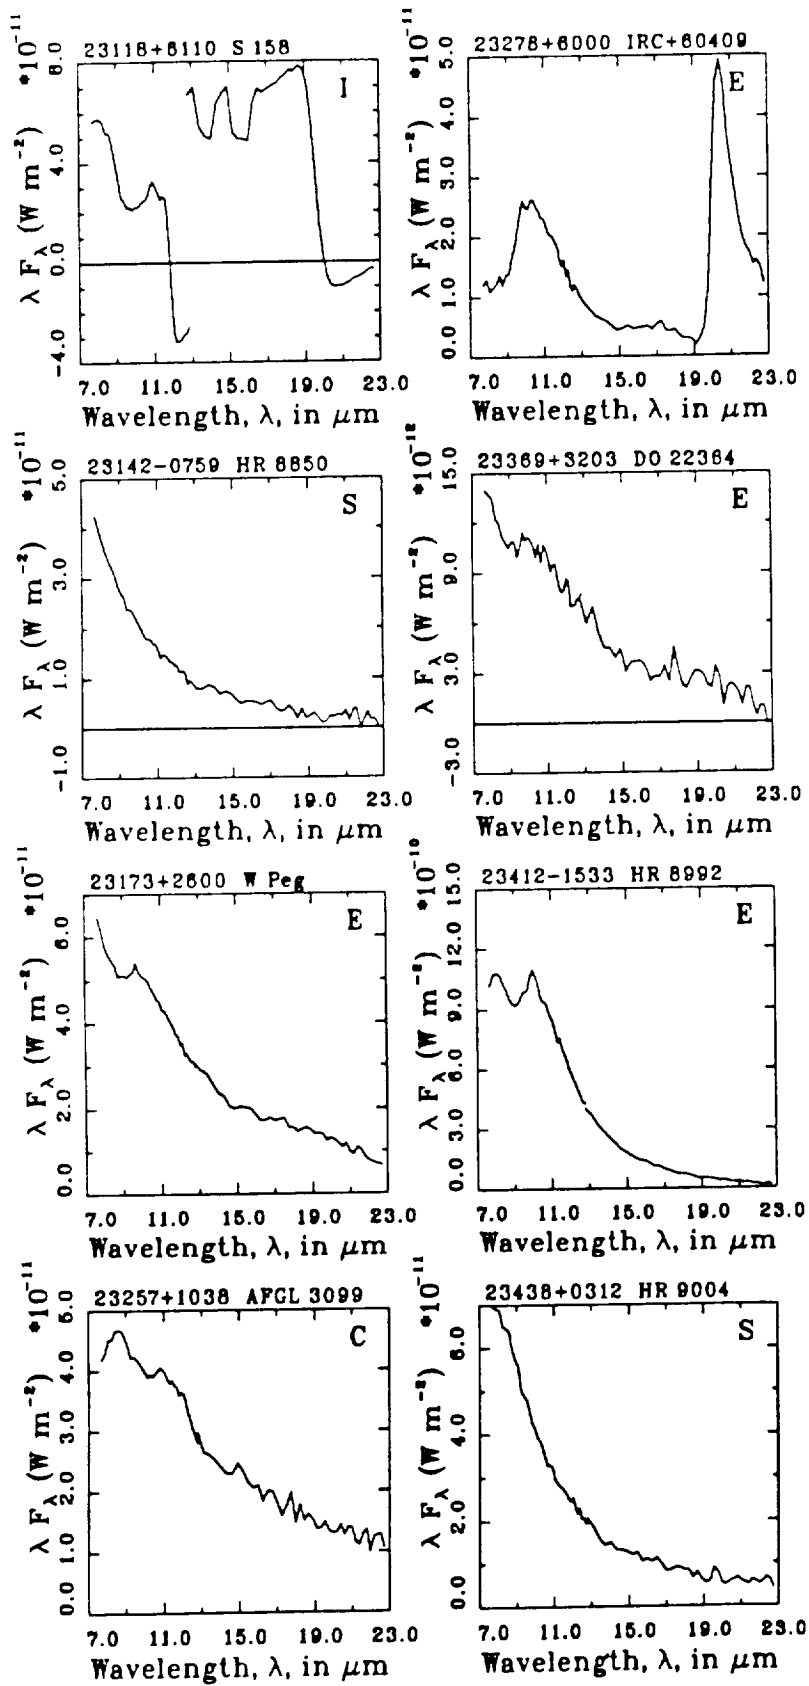 23118+6110 S 158
I
λ F_λ (W m⁻²) *10⁻¹¹
8.0
4.0
0.0
−4.0
7.0 11.0 15.0 19.0 23.0
Wavelength, λ, in μm
23278+6000 IRC+60409
E
λ F_λ (W m⁻²) *10⁻¹¹
5.0
4.0
3.0
2.0
1.0
0.0
7.0 11.0 15.0 19.0 23.0
Wavelength, λ, in μm
23142−0759 HR 8850
S
λ F_λ (W m⁻²) *10⁻¹¹
5.0
3.0
1.0
−1.0
7.0 11.0 15.0 19.0 23.0
Wavelength, λ, in μm
23369+3203 DO 22364
E
λ F_λ (W m⁻²) *10⁻¹²
15.0
9.0
3.0
−3.0
7.0 11.0 15.0 19.0 23.0
Wavelength, λ, in μm
23173+2600 W Peg
E
λ F_λ (W m⁻²) *10⁻¹¹
6.0
4.0
2.0
0.0
7.0 11.0 15.0 19.0 23.0
Wavelength, λ, in μm
23412−1533 HR 8992
E
λ F_λ (W m⁻²) *10⁻¹⁰
15.0
12.0
9.0
6.0
3.0
0.0
7.0 11.0 15.0 19.0 23.0
Wavelength, λ, in μm
23257+1038 AFGL 3099
C
λ F_λ (W m⁻²) *10⁻¹¹
5.0
4.0
3.0
2.0
1.0
0.0
7.0 11.0 15.0 19.0 23.0
Wavelength, λ, in μm
23438+0312 HR 9004
S
λ F_λ (W m⁻²) *10⁻¹¹
6.0
4.0
2.0
0.0
7.0 11.0 15.0 19.0 23.0
Wavelength, λ, in μm